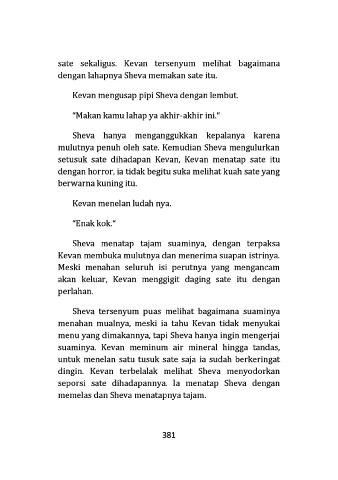 sate sekaligus. Kevan tersenyum melihat bagaimana
dengan lahapnya Sheva memakan sate itu.
Kevan mengusap pipi Sheva dengan lembut.
“Makan kamu lahap ya akhir-akhir ini.“
Sheva hanya menganggukkan kepalanya karena
mulutnya penuh oleh sate. Kemudian Sheva mengulurkan
setusuk sate dihadapan Kevan, Kevan menatap sate itu
dengan horror, ia tidak begitu suka melihat kuah sate yang
berwarna kuning itu.
Kevan menelan ludah nya.
“Enak kok.“
Sheva menatap tajam suaminya, dengan terpaksa
Kevan membuka mulutnya dan menerima suapan istrinya.
Meski menahan seluruh isi perutnya yang mengancam
akan keluar, Kevan menggigit daging sate itu dengan
perlahan.
Sheva tersenyum puas melihat bagaimana suaminya
menahan mualnya, meski ia tahu Kevan tidak menyukai
menu yang dimakannya, tapi Sheva hanya ingin mengerjai
suaminya. Kevan meminum air mineral hingga tandas,
untuk menelan satu tusuk sate saja ia sudah berkeringat
dingin. Kevan terbelalak melihat Sheva menyodorkan
seporsi sate dihadapannya. Ia menatap Sheva dengan
memelas dan Sheva menatapnya tajam.
381